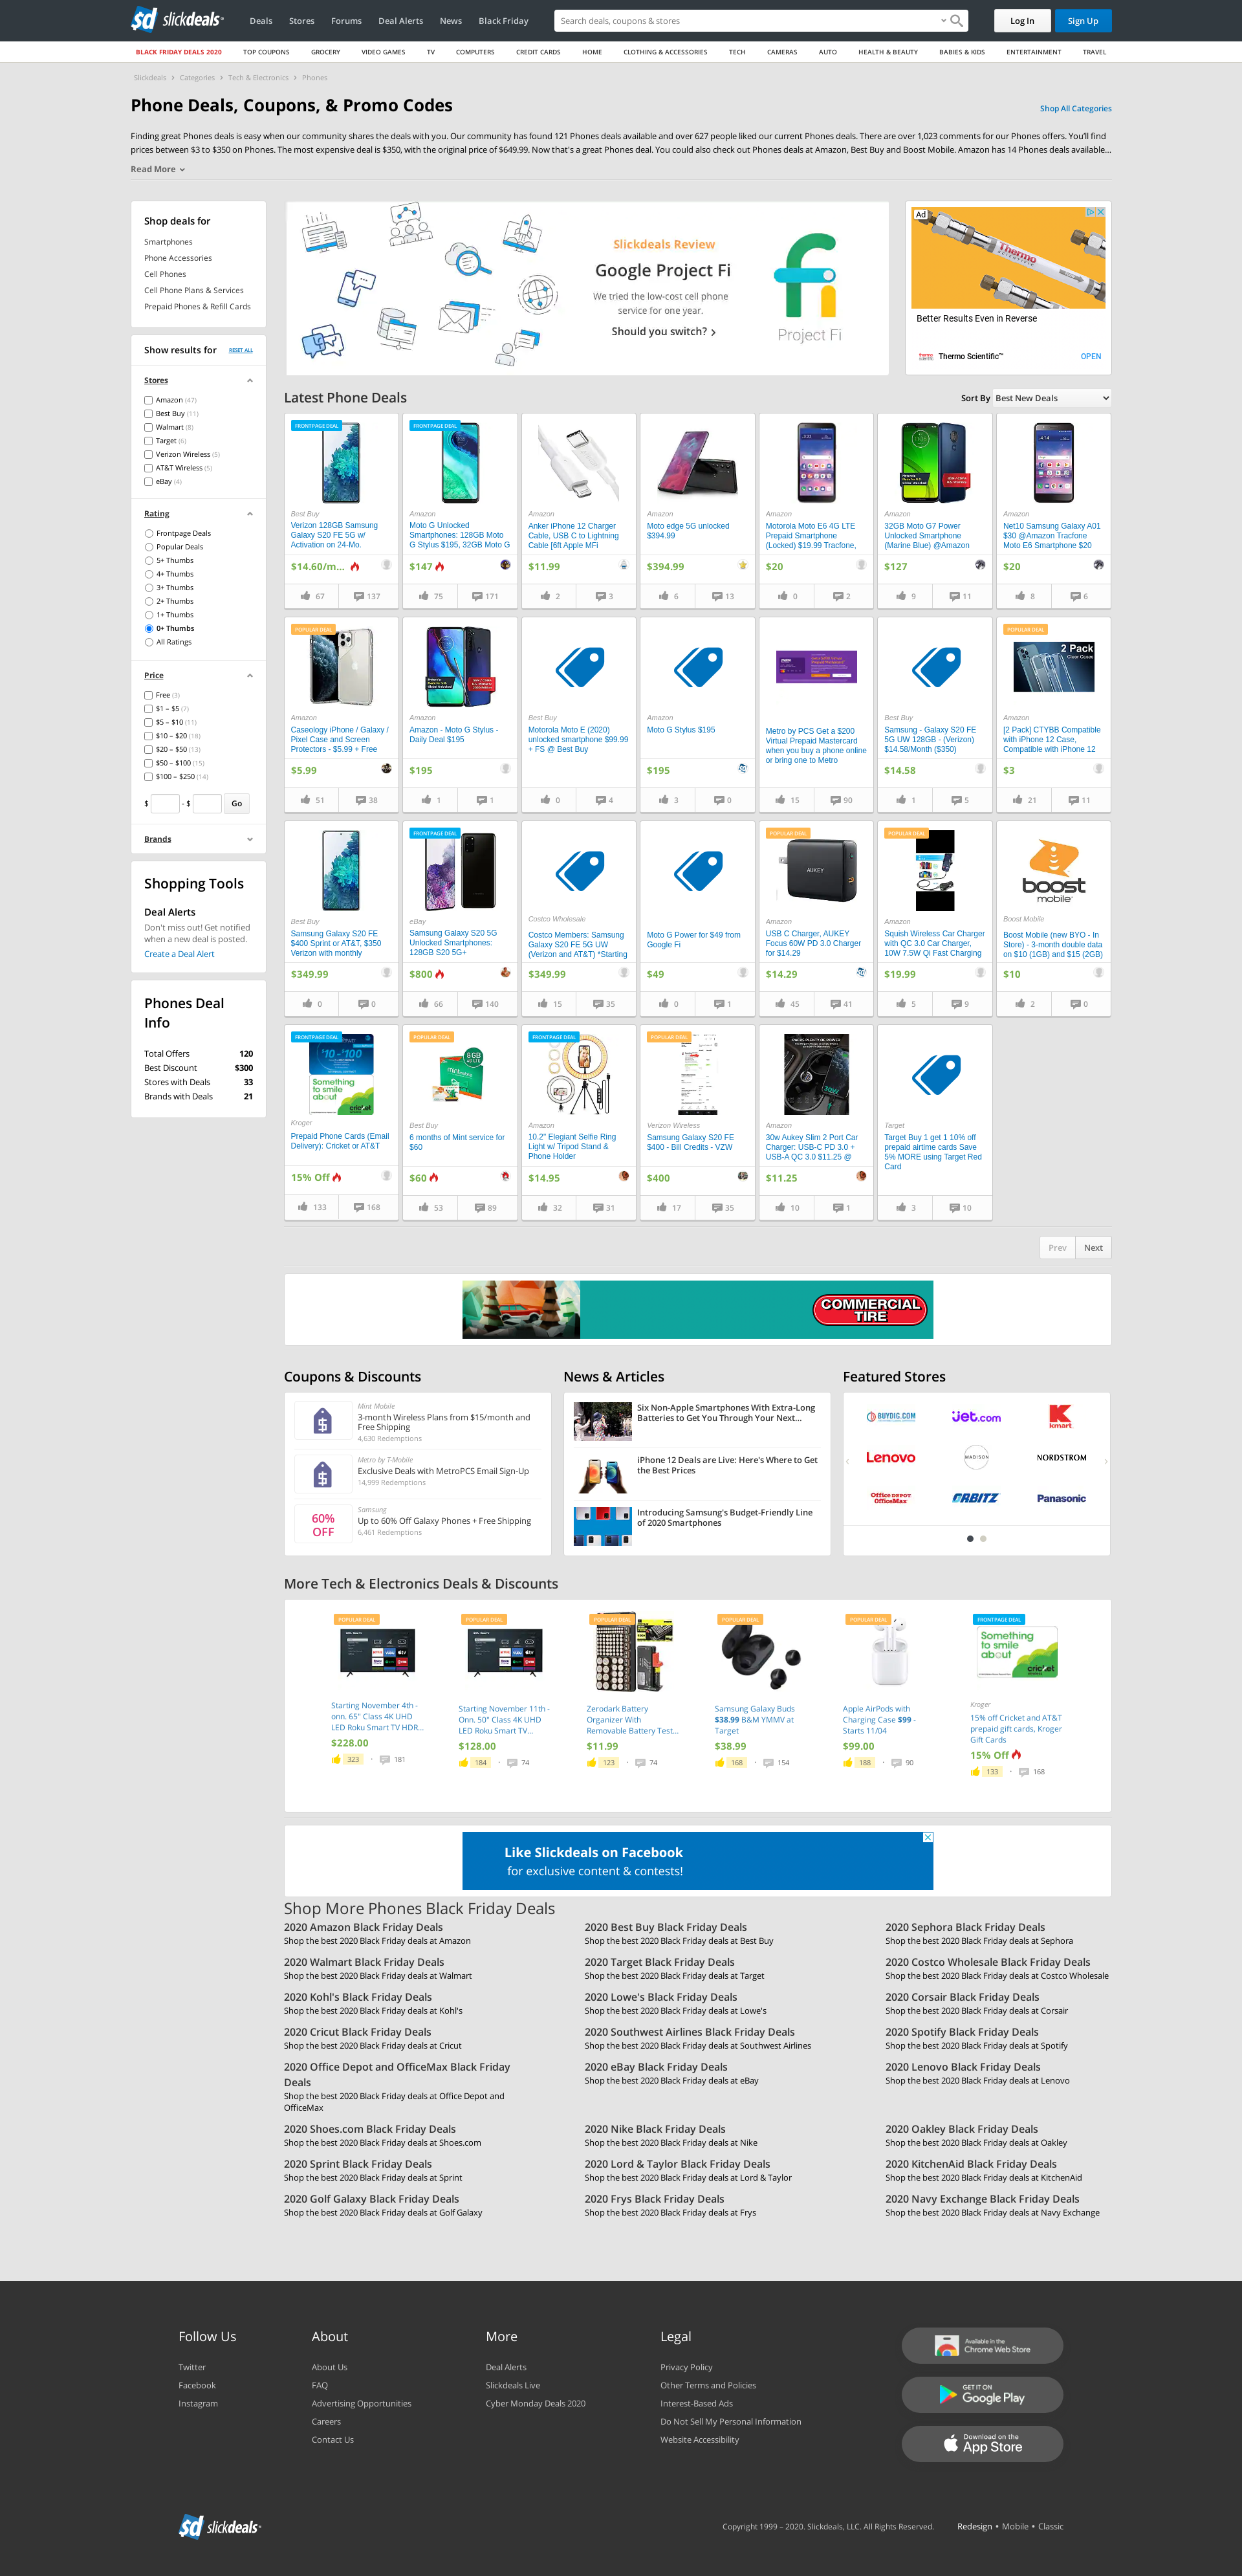 sd slickdeals
Deals
Stores
Forums
Deal Alerts
News
Black Friday
Search deals, coupons & stores
Log In
Sign Up
BLACK FRIDAY DEALS 2020
TOP COUPONS
GROCERY
VIDEO GAMES
TV
COMPUTERS
CREDIT CARDS
HOME
CLOTHING & ACCESSORIES
TECH
CAMERAS
AUTO
HEALTH & BEAUTY
BABIES & KIDS
ENTERTAINMENT
TRAVEL
Slickdeals > Categories > Tech & Electronics > Phones
Phone Deals, Coupons, & Promo Codes
Shop All Categories
Finding great Phones deals is easy when our community shares the deals with you. Our community has found 121 Phones deals available and over 627 people liked our current Phones deals. There are over 1,023 comments for our Phones offers. You'll find
prices between $3 to $350 on Phones. The most expensive deal is $350, with the original price of $649.99. Now that's a great Phones deal. You could also check out Phones deals at Amazon, Best Buy and Boost Mobile. Amazon has 14 Phones deals available...
Read More
Shop deals for
Smartphones
Phone Accessories
Cell Phones
Cell Phone Plans & Services
Prepaid Phones & Refill Cards
Show results for
RESET ALL
Stores
Amazon (47)
Best Buy (11)
Walmart (8)
Target (6)
Verizon Wireless (5)
AT&T Wireless (5)
eBay (4)
Rating
Frontpage Deals
Popular Deals
5+ Thumbs
4+ Thumbs
3+ Thumbs
2+ Thumbs
1+ Thumbs
0+ Thumbs
All Ratings
Price
Free (3)
$1 – $5 (7)
$5 – $10 (11)
$10 – $20 (18)
$20 – $50 (13)
$50 – $100 (15)
$100 – $250 (14)
$ - $ Go
Brands
Shopping Tools
Deal Alerts
Don't miss out! Get notified
when a new deal is posted.
Create a Deal Alert
Phones Deal
Info
Total Offers 120
Best Discount $300
Stores with Deals 33
Brands with Deals 21
Slickdeals Review
Google Project Fi
We tried the low-cost cell phone
service for one year.
Should you switch? >
Project Fi
Ad
Thermo
Better Results Even in Reverse
Thermo Scientific™
OPEN
Latest Phone Deals
Sort By Best New Deals
FRONTPAGE DEAL
Best Buy
Verizon 128GB Samsung
Galaxy S20 FE 5G w/
Activation on 24-Mo.
$14.60/m...
67 137
FRONTPAGE DEAL
Amazon
Moto G Unlocked
Smartphones: 128GB Moto
G Stylus $195, 32GB Moto G
$147
75 171
Amazon
Anker iPhone 12 Charger
Cable, USB C to Lightning
Cable [6ft Apple MFi
$11.99
2 3
Amazon
Moto edge 5G unlocked
$394.99
$394.99
6 13
Amazon
Motorola Moto E6 4G LTE
Prepaid Smartphone
(Locked) $19.99 Tracfone,
$20
0 2
Amazon
32GB Moto G7 Power
Unlocked Smartphone
(Marine Blue) @Amazon
$127
9 11
Amazon
Net10 Samsung Galaxy A01
$30 @Amazon Tracfone
Moto E6 Smartphone $20
$20
8 6
POPULAR DEAL
Amazon
Caseology iPhone / Galaxy /
Pixel Case and Screen
Protectors - $5.99 + Free
$5.99
51 38
Amazon
Amazon - Moto G Stylus -
Daily Deal $195
$195
1 1
Best Buy
Motorola Moto E (2020)
unlocked smartphone $99.99
+ FS @ Best Buy
0 4
Amazon
Moto G Stylus $195
$195
3 0
Metro by PCS Get a $200
Virtual Prepaid Mastercard
when you buy a phone online
or bring one to Metro
15 90
Best Buy
Samsung - Galaxy S20 FE
5G UW 128GB - (Verizon)
$14.58/Month ($350)
$14.58
1 5
POPULAR DEAL
2 Pack
Clear Cases
Amazon
[2 Pack] CTYBB Compatible
with iPhone 12 Case,
Compatible with iPhone 12
$3
21 11
Best Buy
Samsung Galaxy S20 FE
$400 Sprint or AT&T, $350
Verizon with monthly
$349.99
0 0
FRONTPAGE DEAL
eBay
Samsung Galaxy S20 5G
Unlocked Smartphones:
128GB S20 5G+
$800
66 140
Costco Wholesale
Costco Members: Samsung
Galaxy S20 FE 5G UW
(Verizon and AT&T) *Starting
$349.99
15 35
Moto G Power for $49 from
Google Fi
$49
0 1
POPULAR DEAL
AUKEY
Amazon
USB C Charger, AUKEY
Focus 60W PD 3.0 Charger
for $14.29
$14.29
45 41
POPULAR DEAL
Amazon
Squish Wireless Car Charger
with QC 3.0 Car Charger,
10W 7.5W Qi Fast Charging
$19.99
5 9
boost
mobile
Boost Mobile
Boost Mobile (new BYO - In
Store) - 3-month double data
on $10 (1GB) and $15 (2GB)
$10
2 0
FRONTPAGE DEAL
$10-$100
Something
to smile
about
cricket
Kroger
Prepaid Phone Cards (Email
Delivery): Cricket or AT&T
15% Off
133 168
POPULAR DEAL
8GB
Best Buy
6 months of Mint service for
$60
$60
53 89
FRONTPAGE DEAL
Amazon
10.2" Elegiant Selfie Ring
Light w/ Tripod Stand &
Phone Holder
$14.95
32 31
POPULAR DEAL
Verizon Wireless
Samsung Galaxy S20 FE
$400 - Bill Credits - VZW
$400
17 35
PACKS PLENTY OF POWER
30W
Amazon
30w Aukey Slim 2 Port Car
Charger: USB-C PD 3.0 +
USB-A QC 3.0 $11.25 @
$11.25
10 1
Target
Target Buy 1 get 1 10% off
prepaid airtime cards Save
5% MORE using Target Red
Card
3 10
Prev Next
COMMERCIAL
TIRE
Coupons & Discounts
Mint Mobile
3-month Wireless Plans from $15/month and
Free Shipping
4,630 Redemptions
Metro by T-Mobile
Exclusive Deals with MetroPCS Email Sign-Up
14,999 Redemptions
60%
OFF
Samsung
Up to 60% Off Galaxy Phones + Free Shipping
6,461 Redemptions
News & Articles
Six Non-Apple Smartphones With Extra-Long
Batteries to Get You Through Your Next...
iPhone 12 Deals are Live: Here's Where to Get
the Best Prices
Introducing Samsung's Budget-Friendly Line
of 2020 Smartphones
Featured Stores
BUYDIG.COM
Jet.com
kmart
Lenovo
MADISON
NORDSTROM
Office DEPOT
OfficeMax
ORBITZ
Panasonic
More Tech & Electronics Deals & Discounts
POPULAR DEAL
Starting November 4th -
onn. 65" Class 4K UHD
LED Roku Smart TV HDR...
$228.00
323 • 181
POPULAR DEAL
Starting November 11th -
Onn. 50" Class 4K UHD
LED Roku Smart TV...
$128.00
184 • 74
POPULAR DEAL
Zerodark Battery
Organizer With
Removable Battery Test...
$11.99
123 • 74
POPULAR DEAL
Samsung Galaxy Buds
$38.99 B&M YMMV at
Target
$38.99
168 • 154
POPULAR DEAL
Apple AirPods with
Charging Case $99 -
Starts 11/04
$99.00
188 • 90
FRONTPAGE DEAL
Something
to smile
about
cricket
Kroger
15% off Cricket and AT&T
prepaid gift cards, Kroger
Gift Cards
15% Off
133 • 168
Like Slickdeals on Facebook
for exclusive content & contests!
Shop More Phones Black Friday Deals
2020 Amazon Black Friday Deals
Shop the best 2020 Black Friday deals at Amazon
2020 Best Buy Black Friday Deals
Shop the best 2020 Black Friday deals at Best Buy
2020 Sephora Black Friday Deals
Shop the best 2020 Black Friday deals at Sephora
2020 Walmart Black Friday Deals
Shop the best 2020 Black Friday deals at Walmart
2020 Target Black Friday Deals
Shop the best 2020 Black Friday deals at Target
2020 Costco Wholesale Black Friday Deals
Shop the best 2020 Black Friday deals at Costco Wholesale
2020 Kohl's Black Friday Deals
Shop the best 2020 Black Friday deals at Kohl's
2020 Lowe's Black Friday Deals
Shop the best 2020 Black Friday deals at Lowe's
2020 Corsair Black Friday Deals
Shop the best 2020 Black Friday deals at Corsair
2020 Cricut Black Friday Deals
Shop the best 2020 Black Friday deals at Cricut
2020 Southwest Airlines Black Friday Deals
Shop the best 2020 Black Friday deals at Southwest Airlines
2020 Spotify Black Friday Deals
Shop the best 2020 Black Friday deals at Spotify
2020 Office Depot and OfficeMax Black Friday
Deals
Shop the best 2020 Black Friday deals at Office Depot and
OfficeMax
2020 eBay Black Friday Deals
Shop the best 2020 Black Friday deals at eBay
2020 Lenovo Black Friday Deals
Shop the best 2020 Black Friday deals at Lenovo
2020 Shoes.com Black Friday Deals
Shop the best 2020 Black Friday deals at Shoes.com
2020 Nike Black Friday Deals
Shop the best 2020 Black Friday deals at Nike
2020 Oakley Black Friday Deals
Shop the best 2020 Black Friday deals at Oakley
2020 Sprint Black Friday Deals
Shop the best 2020 Black Friday deals at Sprint
2020 Lord & Taylor Black Friday Deals
Shop the best 2020 Black Friday deals at Lord & Taylor
2020 KitchenAid Black Friday Deals
Shop the best 2020 Black Friday deals at KitchenAid
2020 Golf Galaxy Black Friday Deals
Shop the best 2020 Black Friday deals at Golf Galaxy
2020 Frys Black Friday Deals
Shop the best 2020 Black Friday deals at Frys
2020 Navy Exchange Black Friday Deals
Shop the best 2020 Black Friday deals at Navy Exchange
Follow Us
Twitter
Facebook
Instagram
About
About Us
FAQ
Advertising Opportunities
Careers
Contact Us
More
Deal Alerts
Slickdeals Live
Cyber Monday Deals 2020
Legal
Privacy Policy
Other Terms and Policies
Interest-Based Ads
Do Not Sell My Personal Information
Website Accessibility
Available in the
Chrome Web Store
GET IT ON
Google Play
Download on the
App Store
sd slickdeals
Copyright 1999 – 2020. Slickdeals, LLC. All Rights Reserved.
Redesign • Mobile • Classic